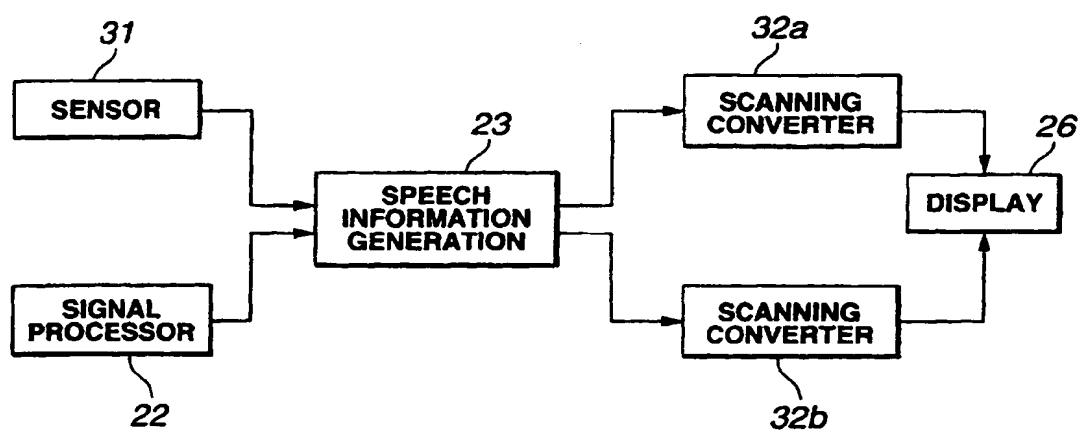 31
SENSOR
32a
SCANNING
CONVERTER
23
SPEECH
INFORMATION
GENERATION
26
DISPLAY
SIGNAL
PROCESSOR
22
SCANNING
CONVERTER
32b